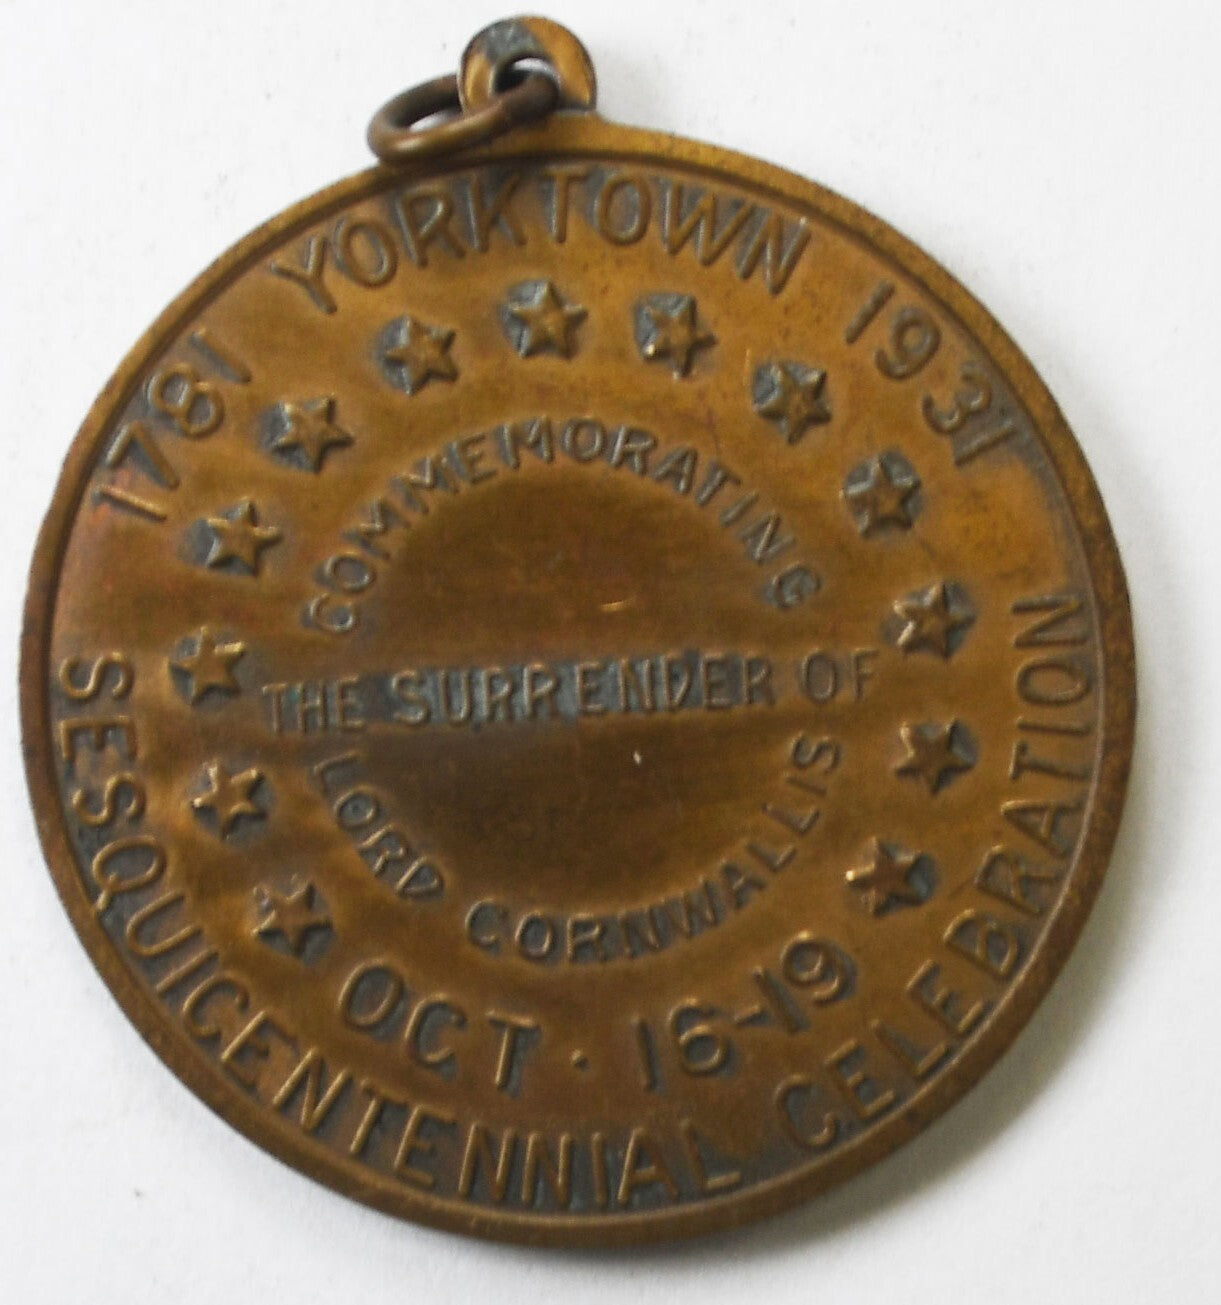 1781 YORKTOWN 1931
COMMEMORATING
THE SURRENDER OF
LORD CORNWALLIS
OCT. 16-19
SESQUICENTENNIAL CELEBRATION